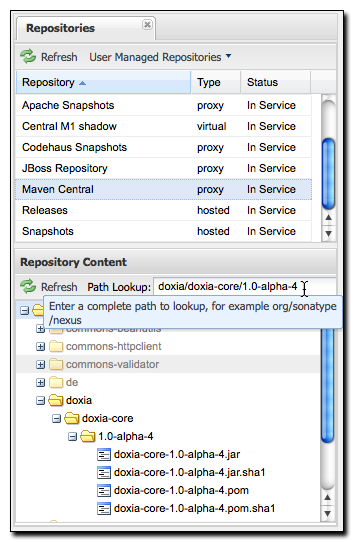 Repositories
Refresh User Managed Repositories
Repository Type Status
Apache Snapshots proxy In Service
Central M1 shadow virtual In Service
Codehaus Snapshots proxy In Service
JBoss Repository proxy In Service
Maven Central proxy In Service
Releases hosted In Service
Snapshots hosted In Service
Repository Content
Refresh Path Lookup: doxia/doxia-core/1.0-alpha-4
Enter a complete path to lookup, for example org/sonatype
/nexus
commons-beanutils
commons-httpclient
commons-validator
de
doxia
doxia-core
1.0-alpha-4
doxia-core-1.0-alpha-4.jar
doxia-core-1.0-alpha-4.jar.sha1
doxia-core-1.0-alpha-4.pom
doxia-core-1.0-alpha-4.pom.sha1